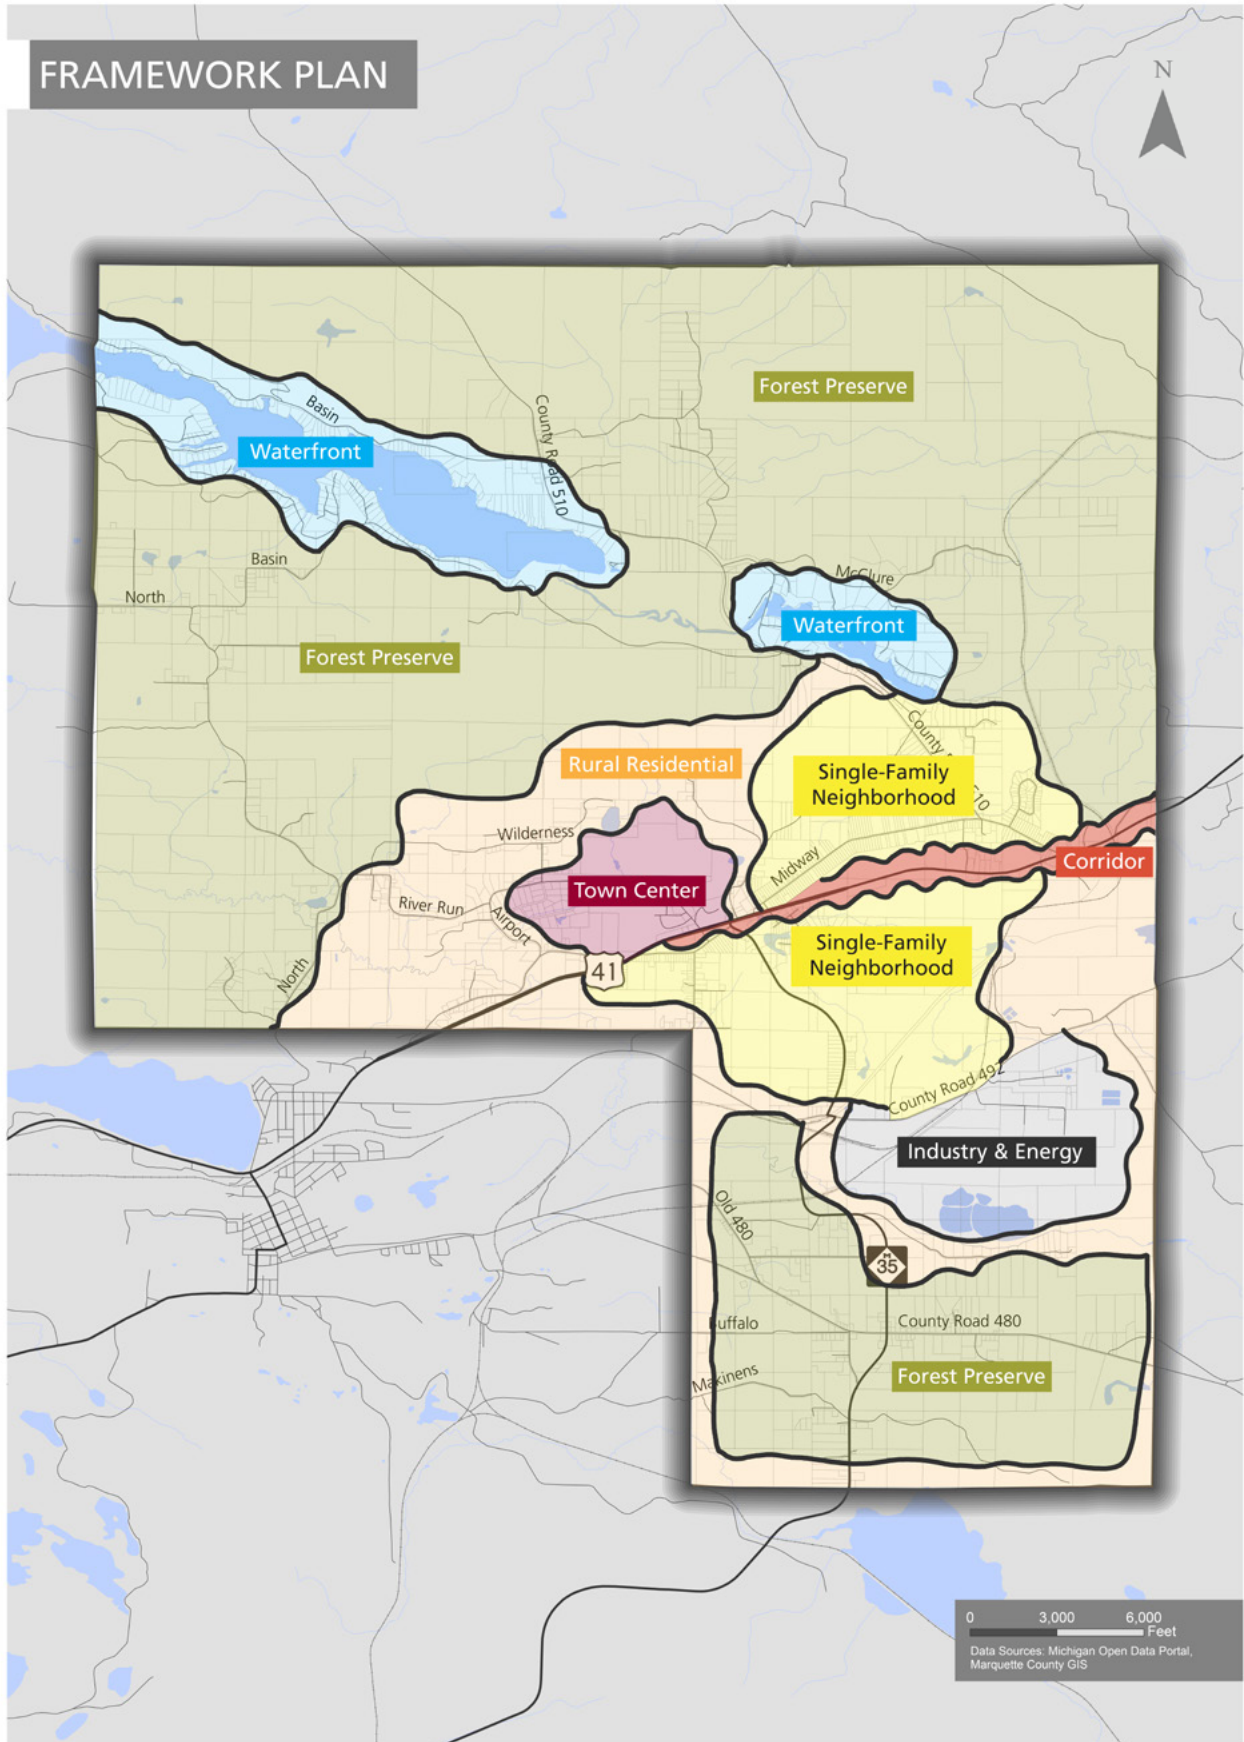 FRAMEWORK PLAN
N
Forest Preserve
Basin
County Road 510
Waterfront
Basin
McClure
North
Waterfront
Forest Preserve
County
510
Rural Residential
Single-Family
Neighborhood
Wilderness
Midway
Corridor
Town Center
River Run
Airport
Single-Family
Neighborhood
41
North
County Road 492
Industry & Energy
Old 480
M
35
Buffalo
County Road 480
Makinens
Forest Preserve
0 3,000 6,000
Feet
Data Sources: Michigan Open Data Portal,
Marquette County GIS